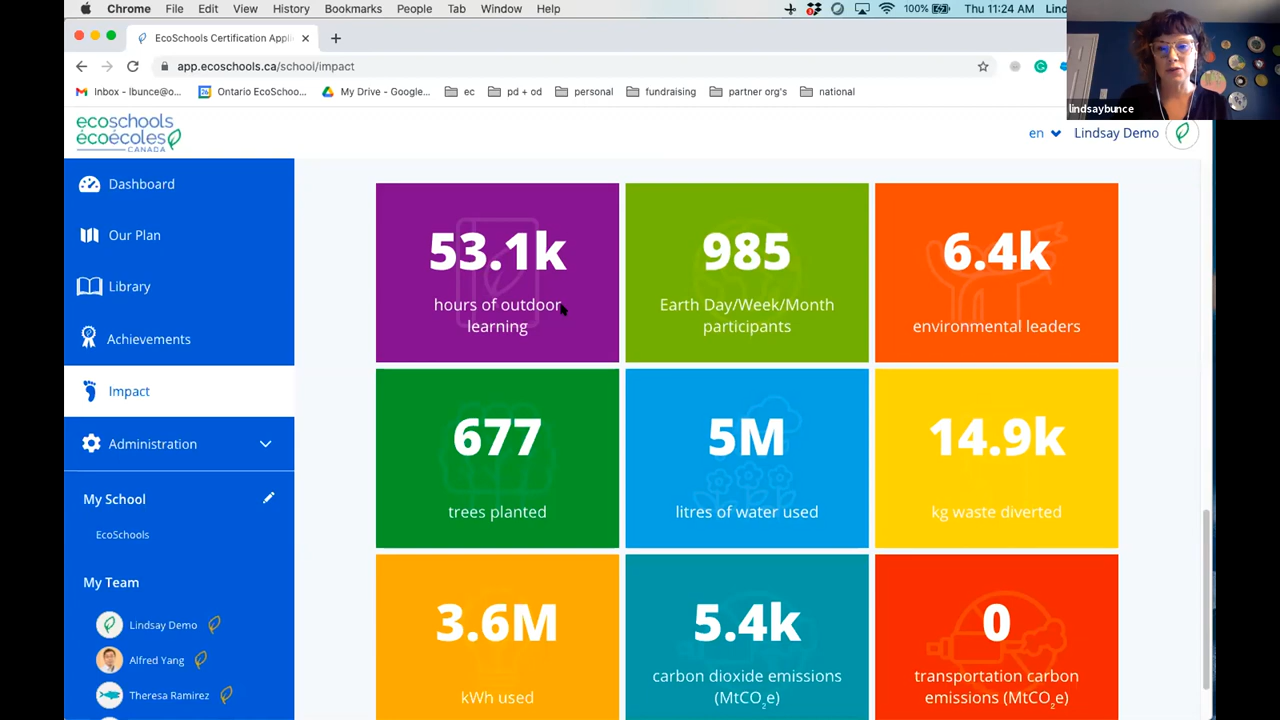 Chrome File Edit View History Bookmarks People Tab Window Help
100% Thu 11:24 AM Lind
EcoSchools Certification Appli
app.ecoschools.ca/school/impact
Inbox - lbunce@o... Ontario EcoSchoo... My Drive - Google... ec pd + od personal fundraising partner org's national
lindsaybunce
ecoschools
écoécoles
CANADA
en Lindsay Demo
Dashboard
Our Plan
Library
Achievements
Impact
Administration
My School
EcoSchools
My Team
Lindsay Demo
Alfred Yang
Theresa Ramirez
53.1k
hours of outdoor
learning
985
Earth Day/Week/Month
participants
6.4k
environmental leaders
677
trees planted
5M
litres of water used
14.9k
kg waste diverted
3.6M
kWh used
5.4k
carbon dioxide emissions
(MtCO₂e)
0
transportation carbon
emissions (MtCO₂e)